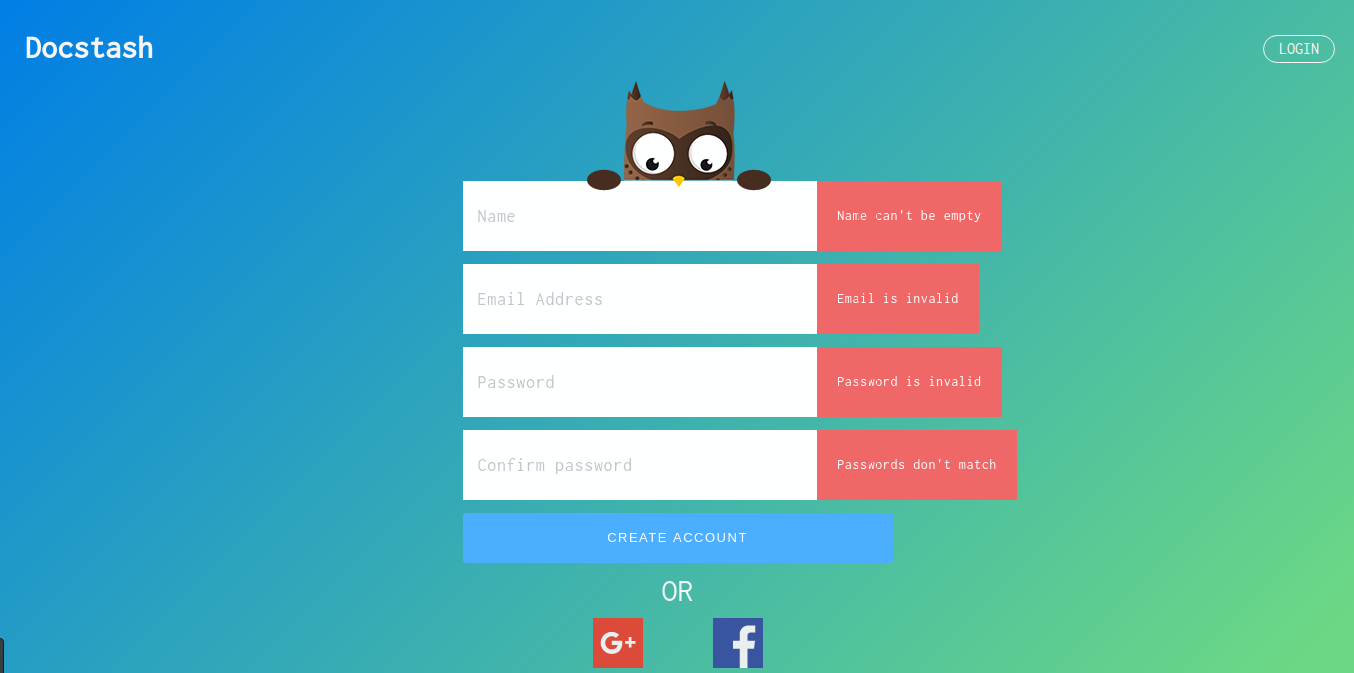 Docstash
LOGIN
Name
Name can't be empty
Email Address
Email is invalid
Password
Password is invalid
Confirm password
Passwords don't match
CREATE ACCOUNT
OR
G+
f